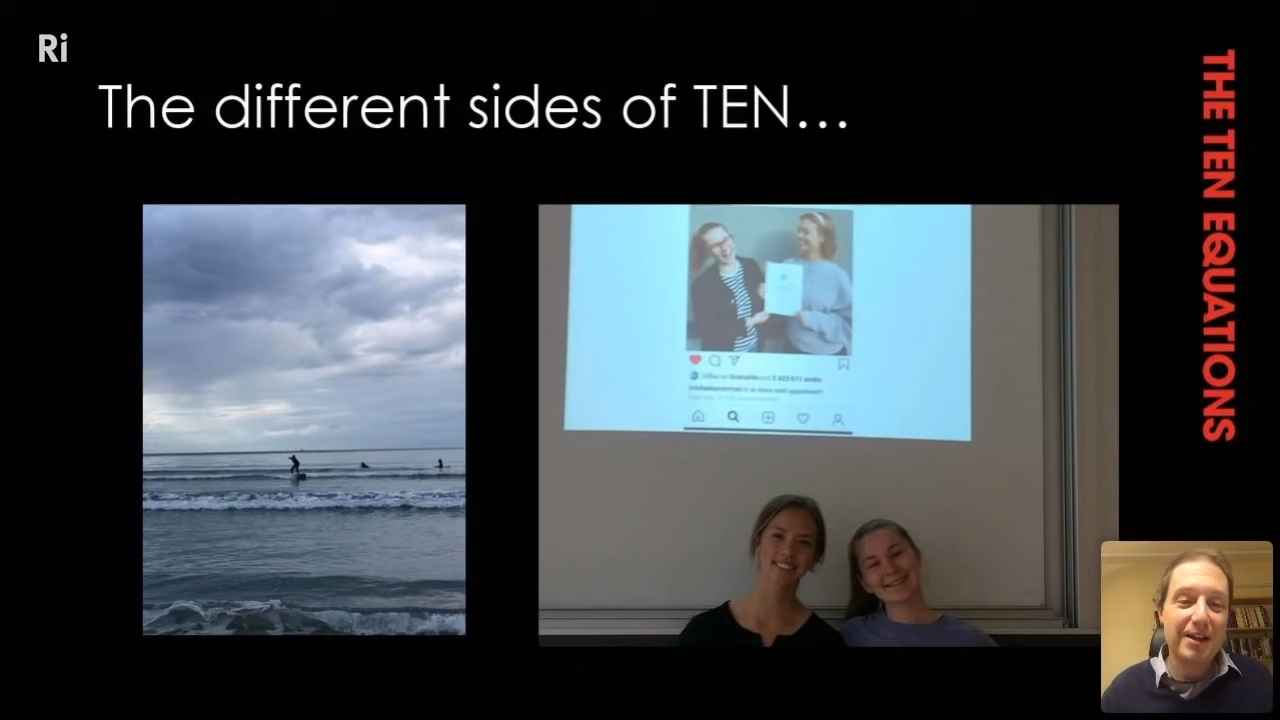 Ri
The different sides of TEN...
THE TEN EQUATIONS